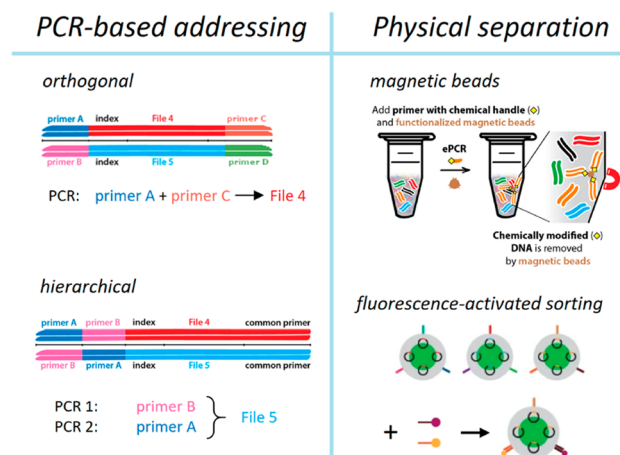 PCR-based addressing
Physical separation
orthogonal
primer A index File 4 primer C
primer B index File 5 primer D
PCR: primer A + primer C → File 4
hierarchical
primer A primer B index File 4 common primer
primer B primer A index File 5 common primer
PCR 1: primer B
PCR 2: primer A
File 5
magnetic beads
Add primer with chemical handle (◇)
and functionalized magnetic beads
ePCR
Chemically modified (◇)
DNA is removed
by magnetic beads
fluorescence-activated sorting
+